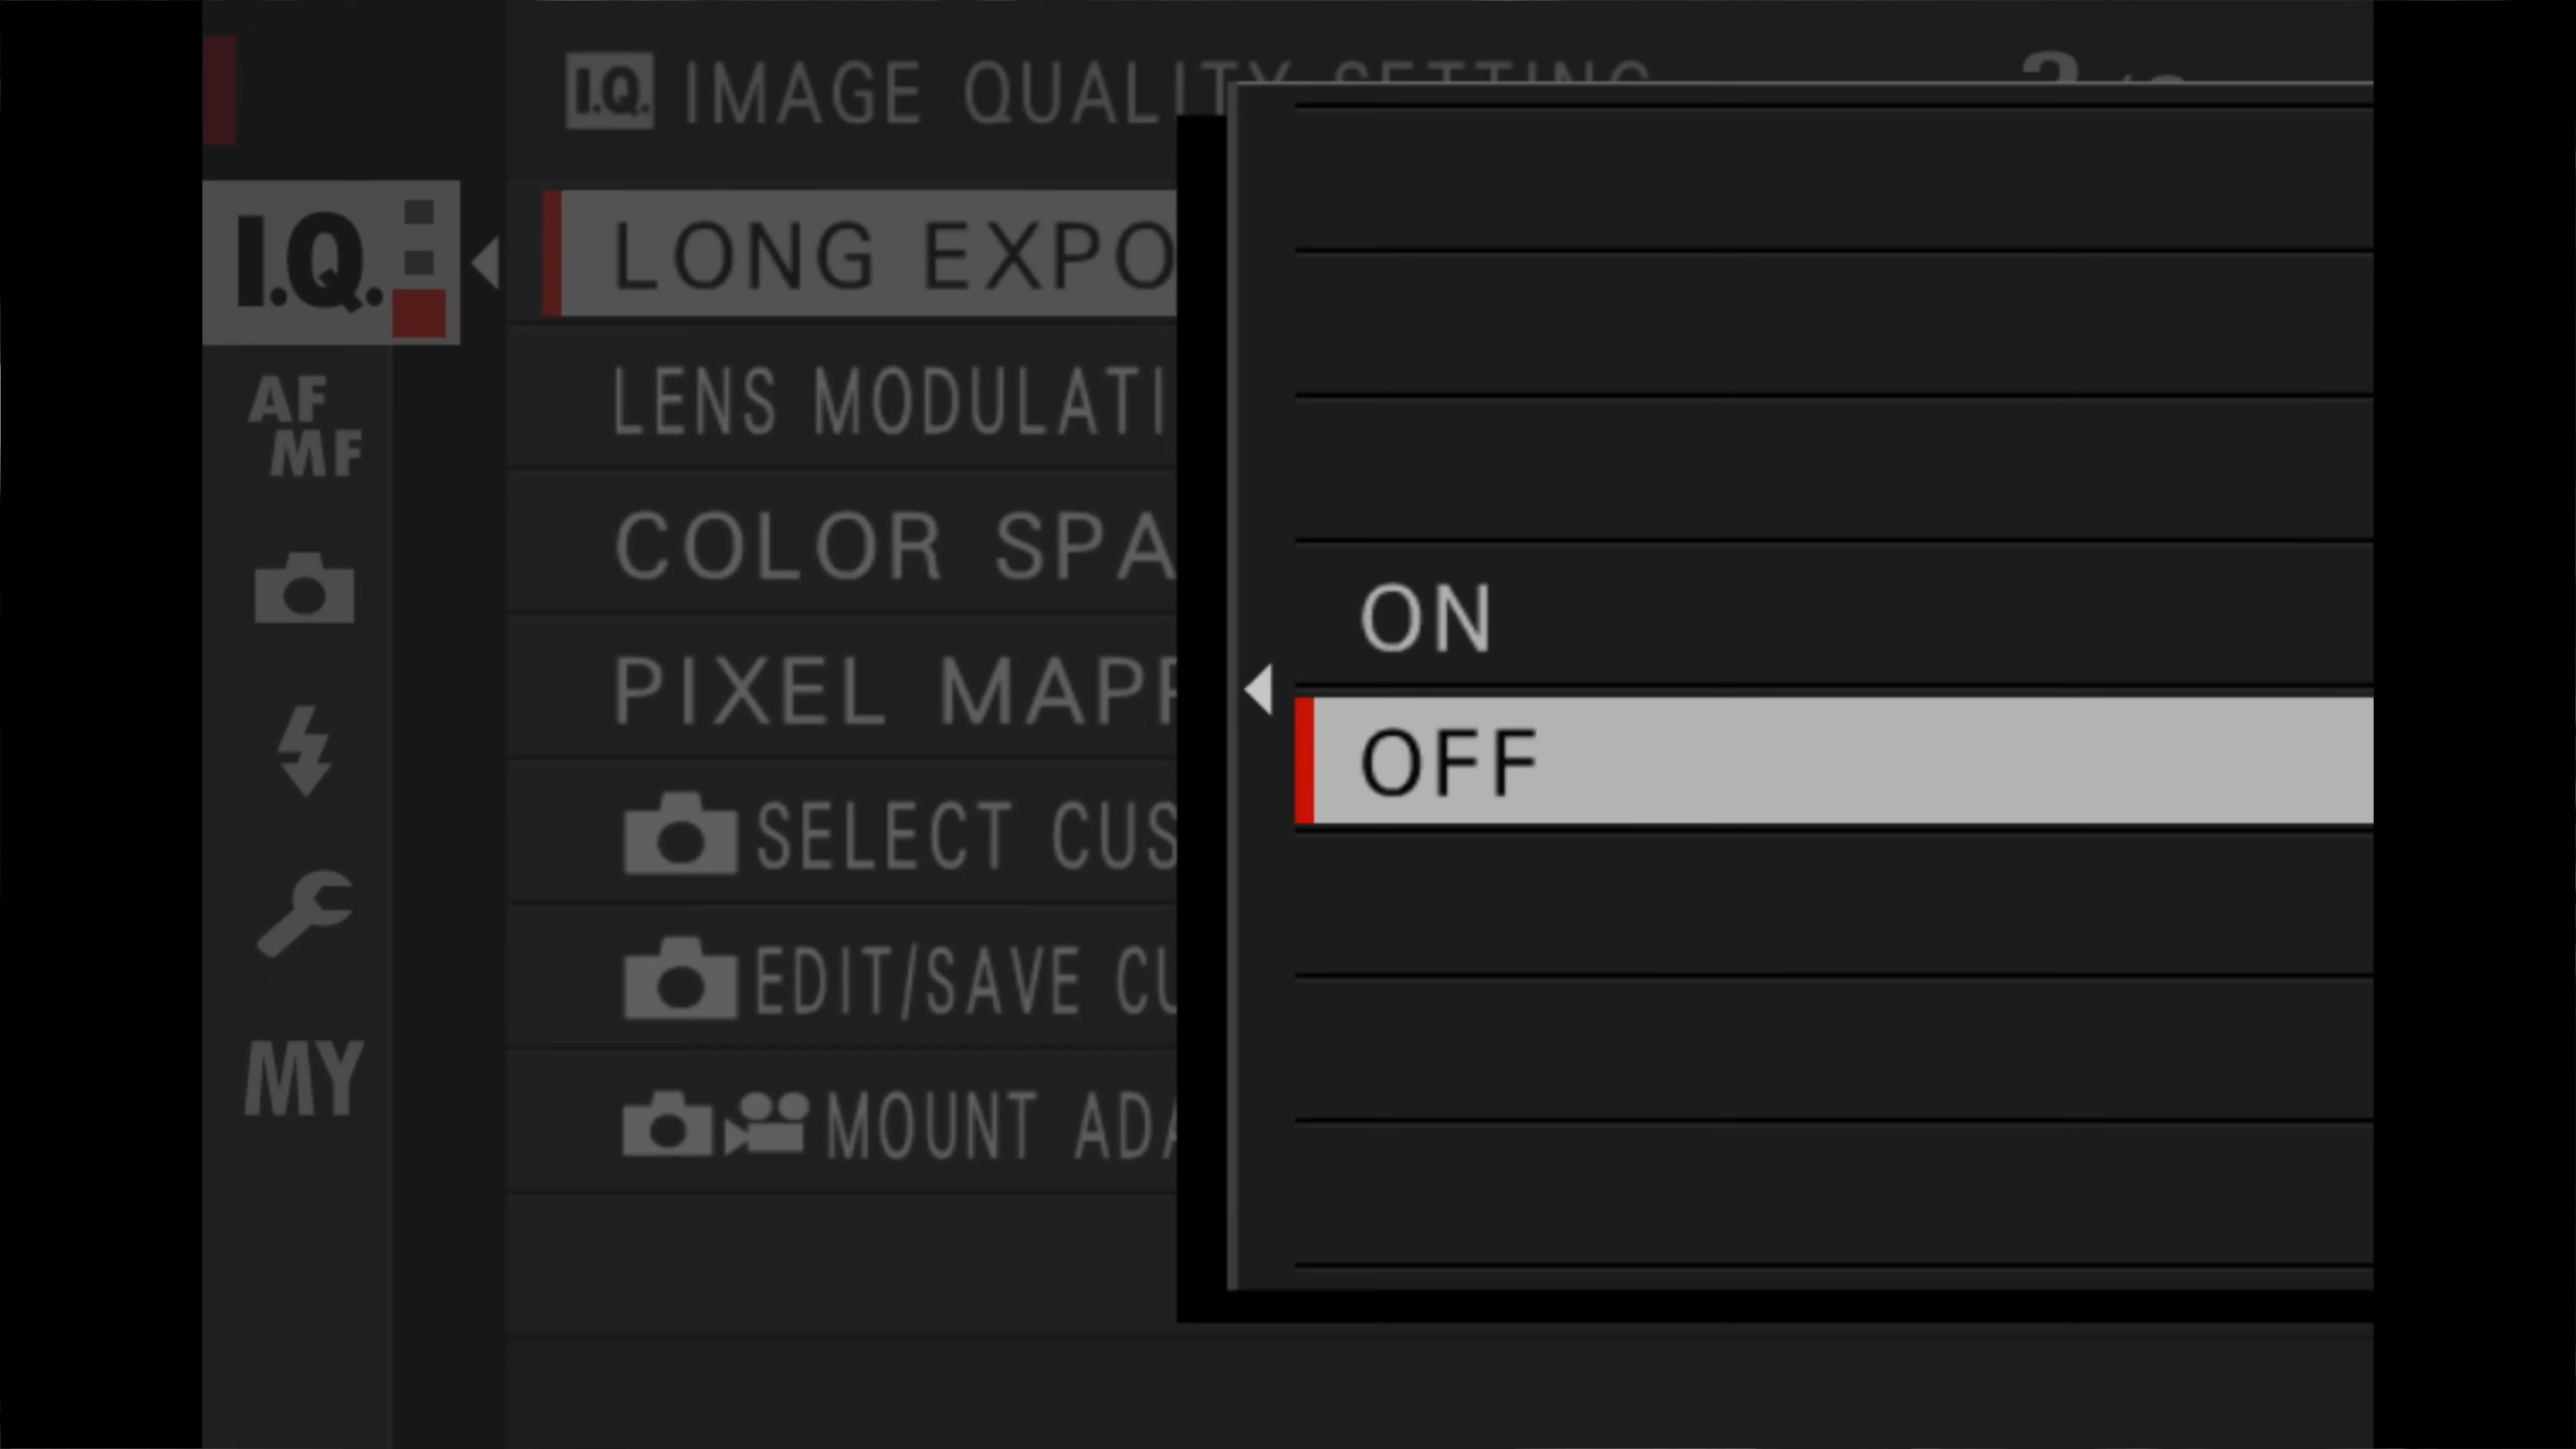 I.Q. IMAGE QUALITY SETTING
I.Q.
LONG EXPO
LENS MODULATI
COLOR SPA
PIXEL MAPP
SELECT CUS
EDIT/SAVE CU
MOUNT ADA
AF
MF
MY
ON
OFF